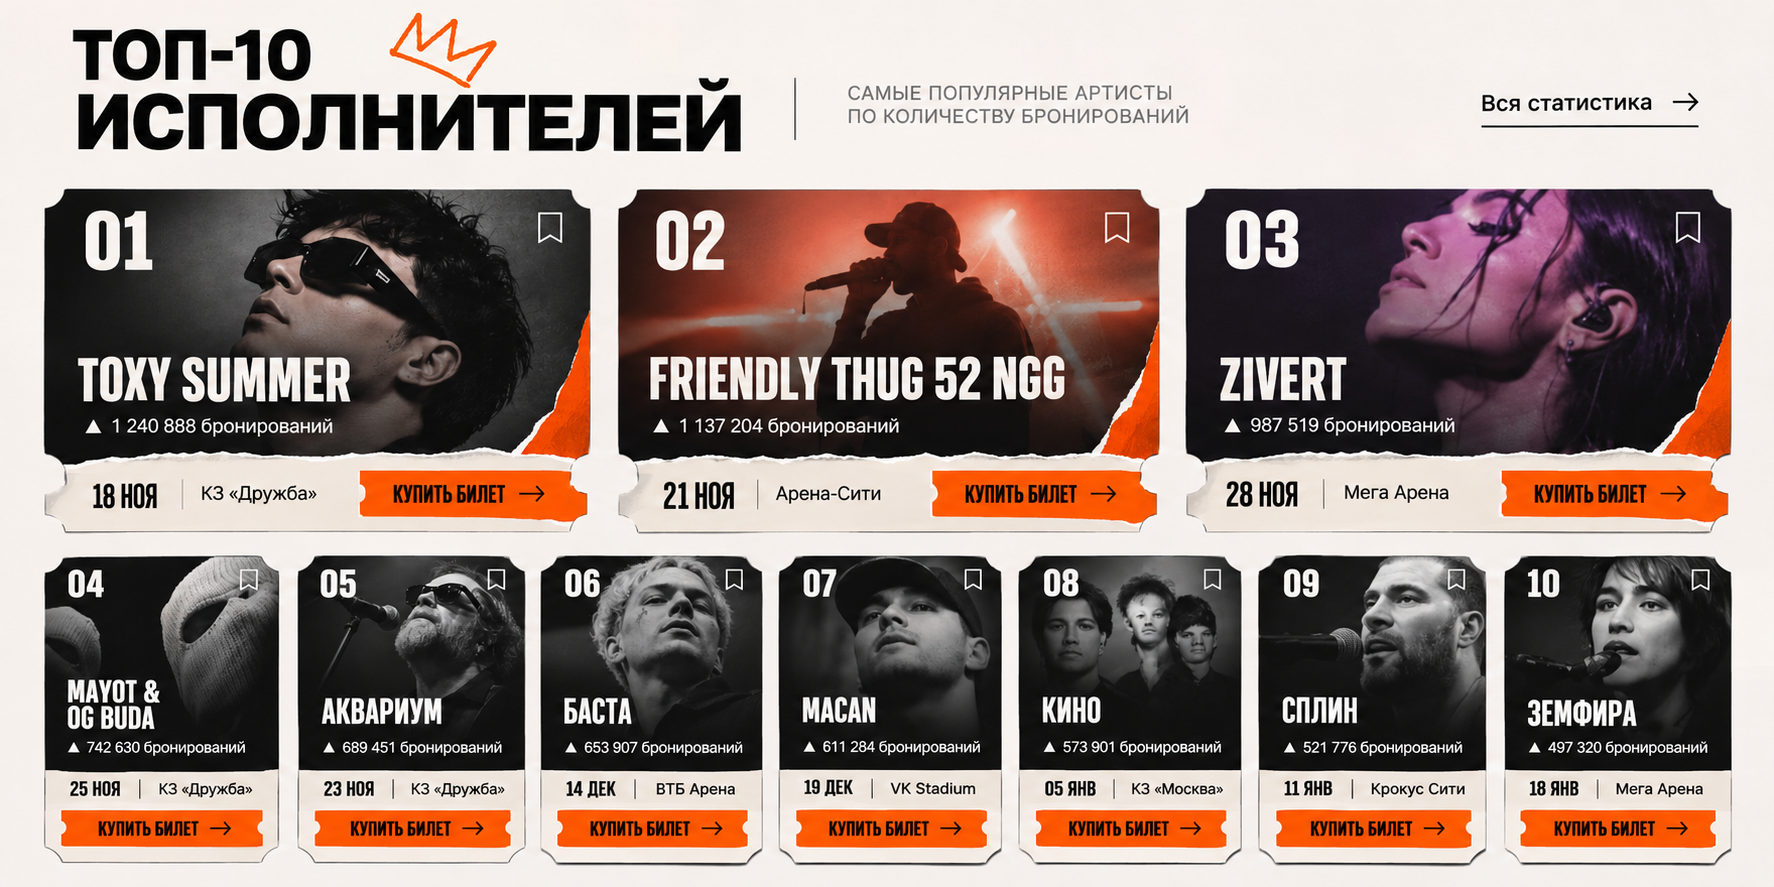 ТОП-10
ИСПОЛНИТЕЛЕЙ
САМЫЕ ПОПУЛЯРНЫЕ АРТИСТЫ
ПО КОЛИЧЕСТВУ БРОНИРОВАНИЙ
Вся статистика →
01
TOXY SUMMER
▲ 1 240 888 бронирований
18 НОЯ | КЗ «Дружба»
КУПИТЬ БИЛЕТ →
02
FRIENDLY THUG 52 NGG
▲ 1 137 204 бронирований
21 НОЯ | Арена-Сити
КУПИТЬ БИЛЕТ →
03
ZIVERT
▲ 987 519 бронирований
28 НОЯ | Мега Арена
КУПИТЬ БИЛЕТ →
04
MAYOT &
OG BUDA
▲ 742 630 бронирований
25 НОЯ | КЗ «Дружба»
КУПИТЬ БИЛЕТ →
05
АКВАРИУМ
▲ 689 451 бронирований
23 НОЯ | КЗ «Дружба»
КУПИТЬ БИЛЕТ →
06
БАСТА
▲ 653 907 бронирований
14 ДЕК | ВТБ Арена
КУПИТЬ БИЛЕТ →
07
MACAN
▲ 611 284 бронирований
19 ДЕК | VK Stadium
КУПИТЬ БИЛЕТ →
08
КИНО
▲ 573 901 бронирований
05 ЯНВ | КЗ «Москва»
КУПИТЬ БИЛЕТ →
09
СПЛИН
▲ 521 776 бронирований
11 ЯНВ | Крокус Сити
КУПИТЬ БИЛЕТ →
10
ЗЕМФИРА
▲ 497 320 бронирований
18 ЯНВ | Мега Арена
КУПИТЬ БИЛЕТ →